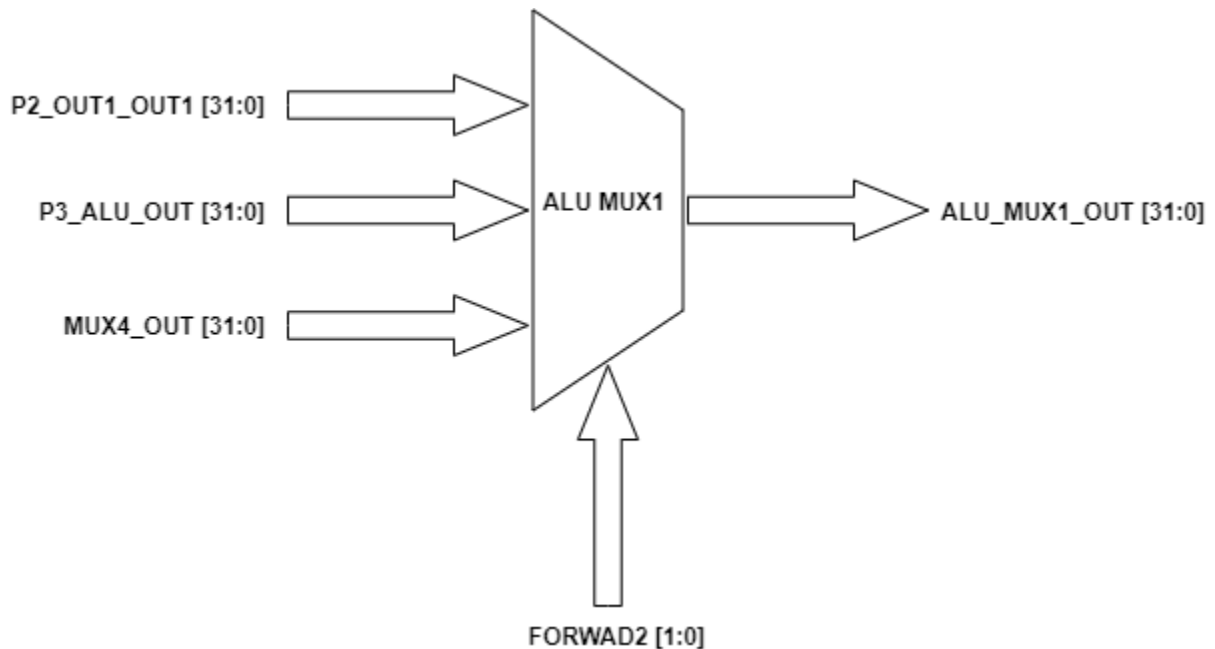 P2_OUT1_OUT1 [31:0]
P3_ALU_OUT [31:0]
ALU MUX1
ALU_MUX1_OUT [31:0]
MUX4_OUT [31:0]
FORWAD2 [1:0]